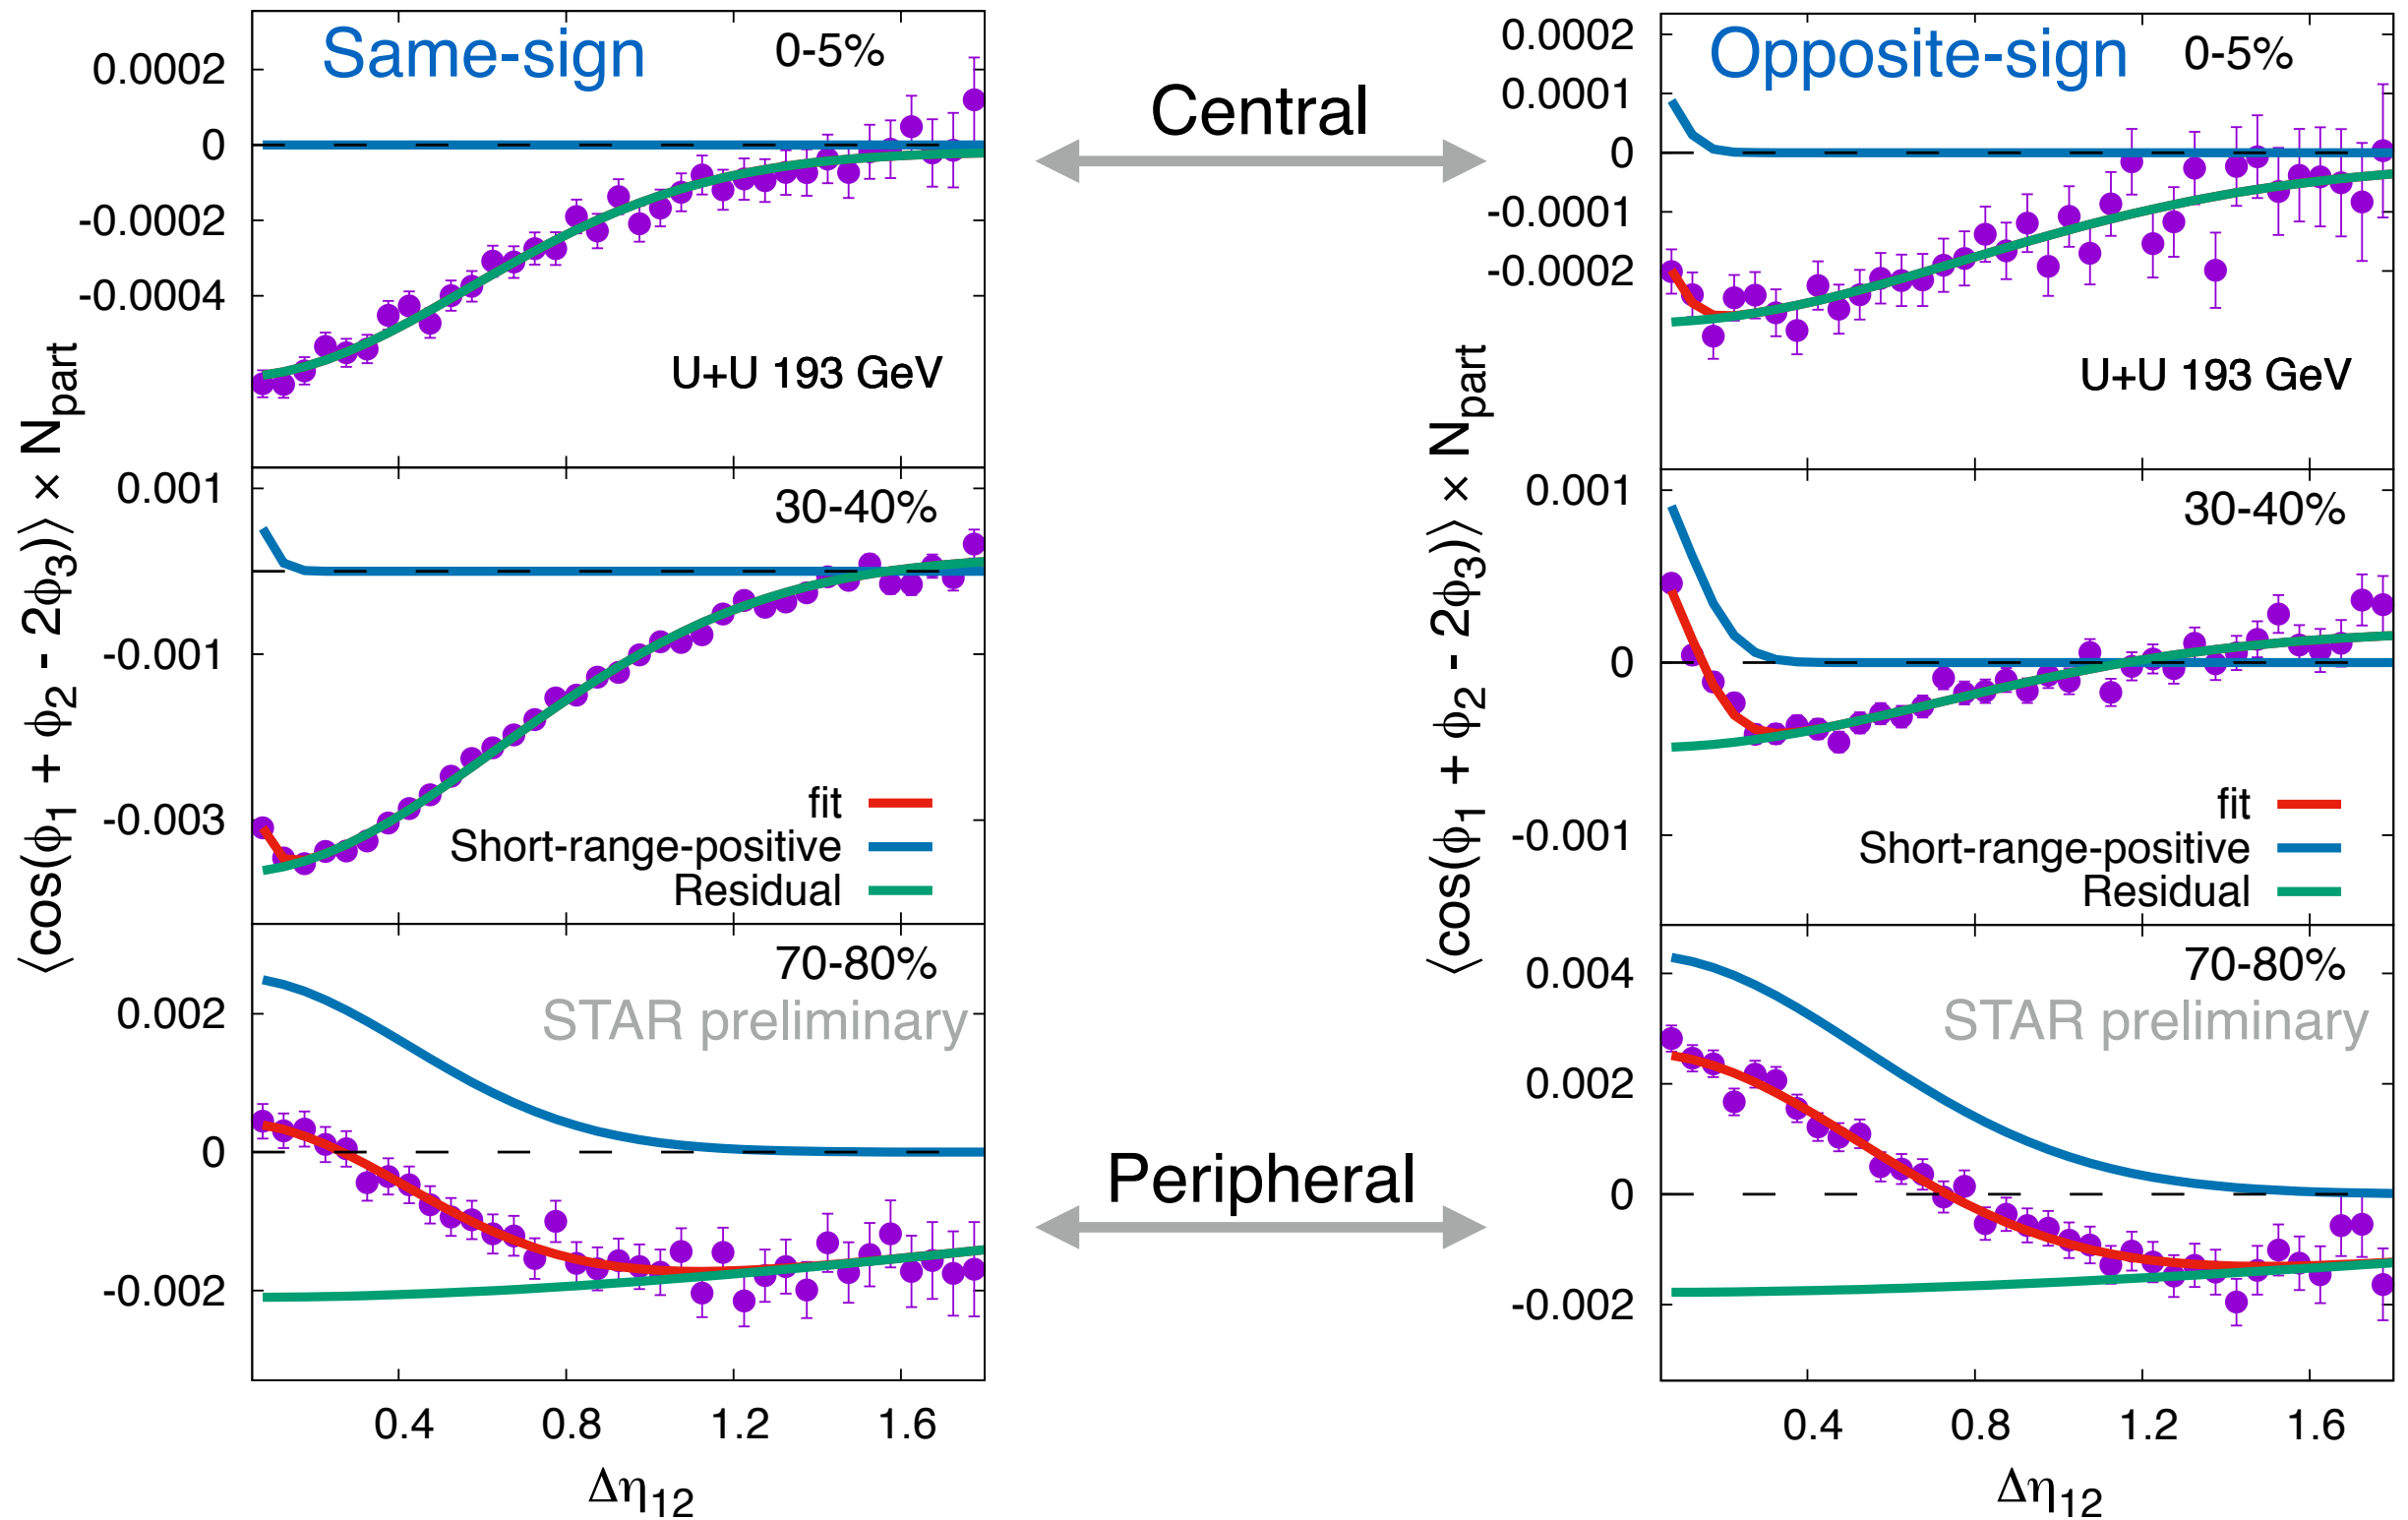 Same-sign
0-5%
0.0002
0
-0.0002
-0.0004
U+U 193 GeV
0.001
30-40%
-0.001
-0.003
fit
Short-range-positive
Residual
70-80%
STAR preliminary
0.002
0
-0.002
0.4 0.8 1.2 1.6
Δη12
⟨cos(ϕ1 + ϕ2 - 2ϕ3)⟩ × Npart
Central
Peripheral
Opposite-sign
0-5%
0.0002
0.0001
0
-0.0001
-0.0002
U+U 193 GeV
0.001
30-40%
0
-0.001
fit
Short-range-positive
Residual
70-80%
STAR preliminary
0.004
0.002
0
-0.002
0.4 0.8 1.2 1.6
Δη12
⟨cos(ϕ1 + ϕ2 - 2ϕ3)⟩ × Npart